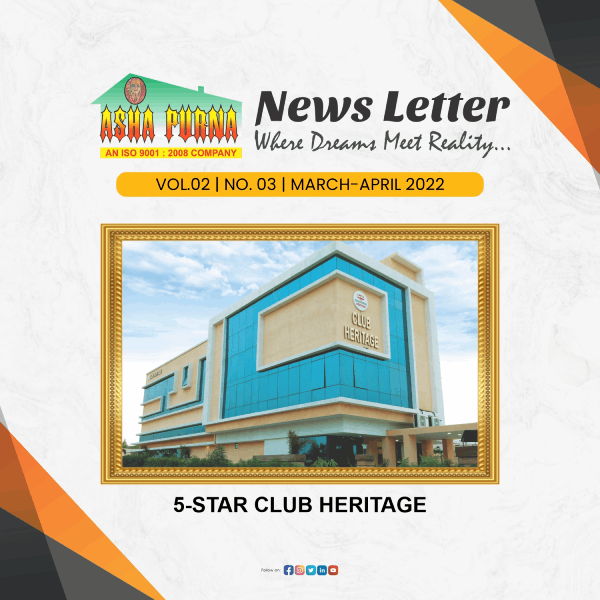 ASHA PURNA
AN ISO 9001 : 2008 COMPANY
News Letter
Where Dreams Meet Reality...
VOL.02 | NO. 03 | MARCH-APRIL 2022
CLUB
HERITAGE
5-STAR CLUB HERITAGE
Follow on: